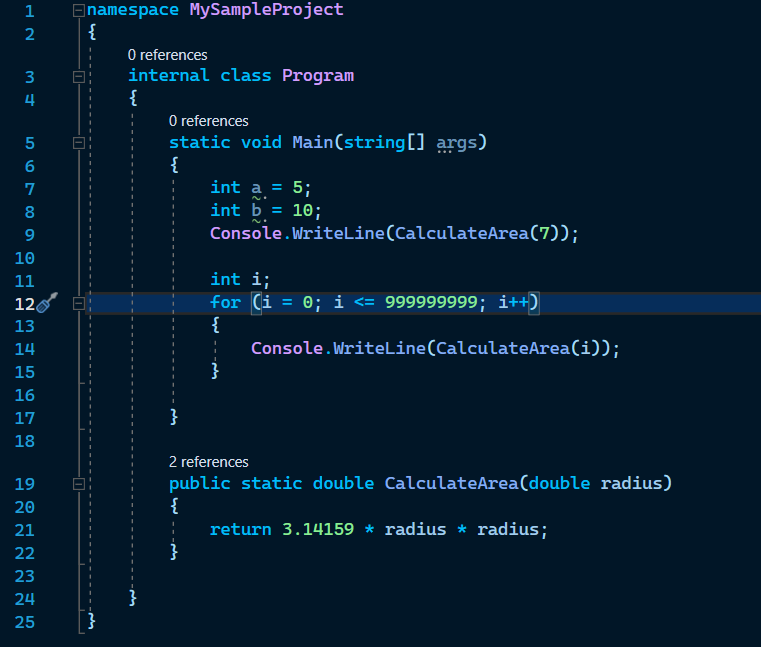 1 namespace MySampleProject
2 {
0 references
3 internal class Program
4 {
0 references
5 static void Main(string[] args)
6 {
7 int a = 5;
8 int b = 10;
9 Console.WriteLine(CalculateArea(7));
10
11 int i;
12 for (i = 0; i <= 999999999; i++)
13 {
14 Console.WriteLine(CalculateArea(i));
15 }
16
17 }
18
2 references
19 public static double CalculateArea(double radius)
20 {
21 return 3.14159 * radius * radius;
22 }
23
24 }
25 }